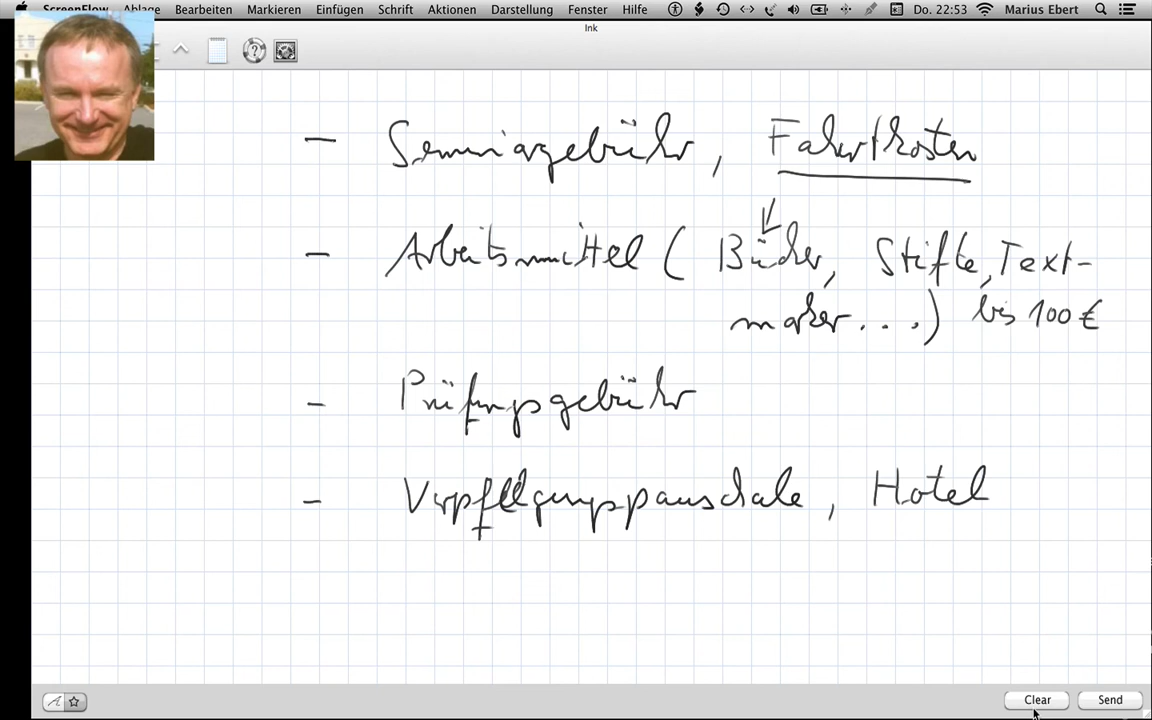 ScreenFlow Ablage Bearbeiten Markieren Einfügen Schrift Aktionen Darstellung Fenster Hilfe Do. 22:53 Marius Ebert
Ink
- Seminargebühr, Fahrtkosten
- Arbeitsmittel ( Bücher, Stifte, Text-
marker...) bis 100 €
- Prüfungsgebühr
- Verpflegungspauschale, Hotel
Clear Send